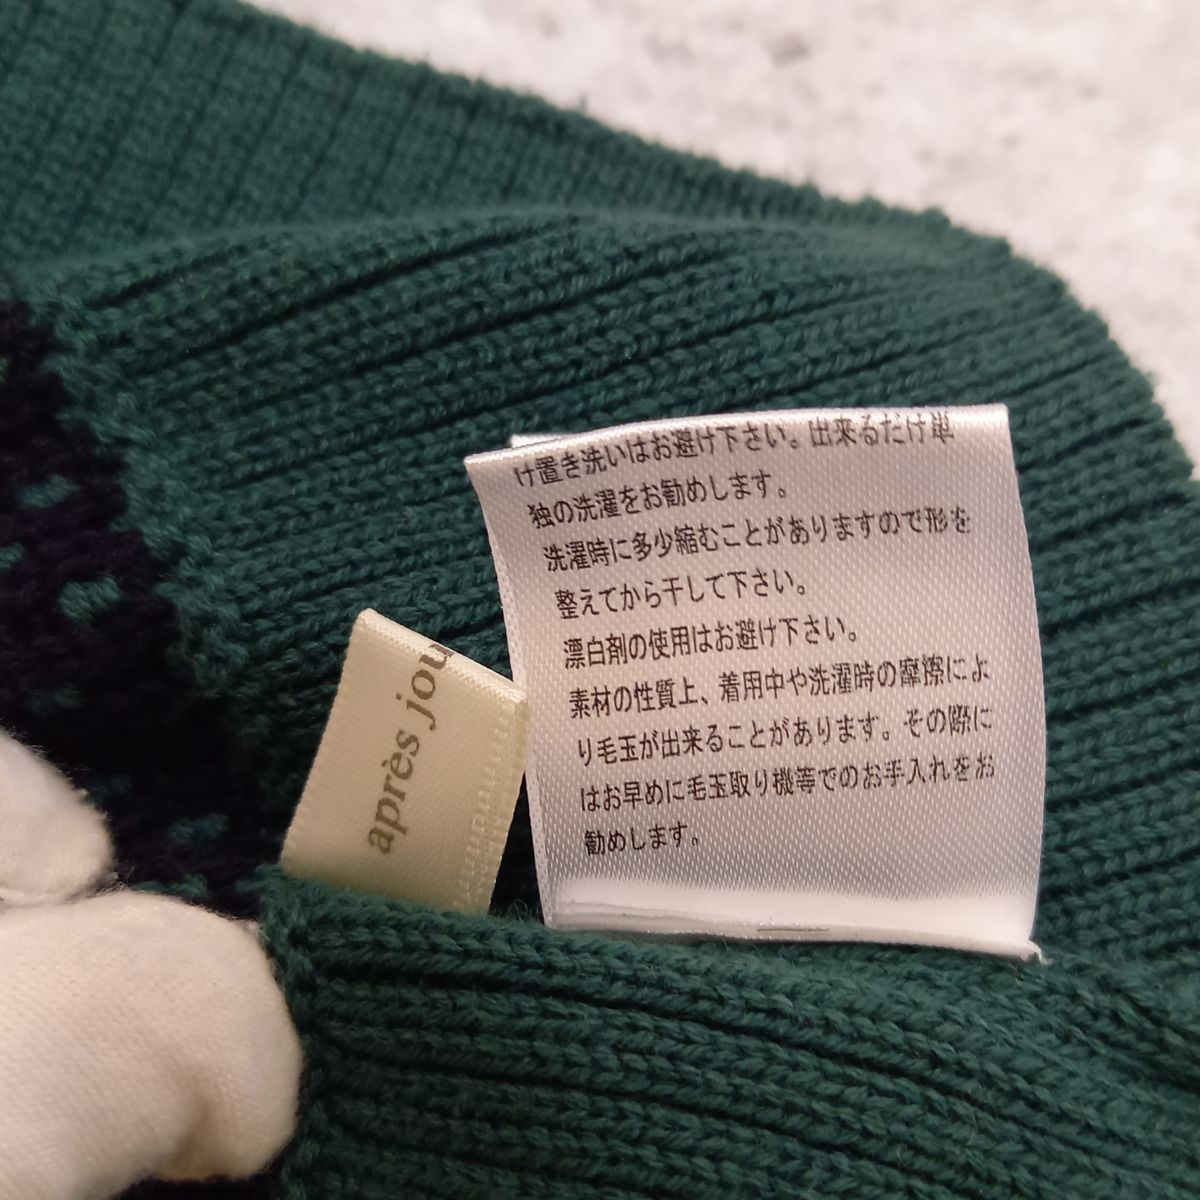 け置き洗いはお避け下さい。出来るだけ単
独の洗濯をお勧めします。
洗濯時に多少縮むことがありますので形を
整えてから干して下さい。
漂白剤の使用はお避け下さい。
素材の性質上、着用中や洗濯時の摩擦によ
り毛玉が出来ることがあります。その際に
はお早めに毛玉取り機等でのお手入れをお
勧めします。
après jou